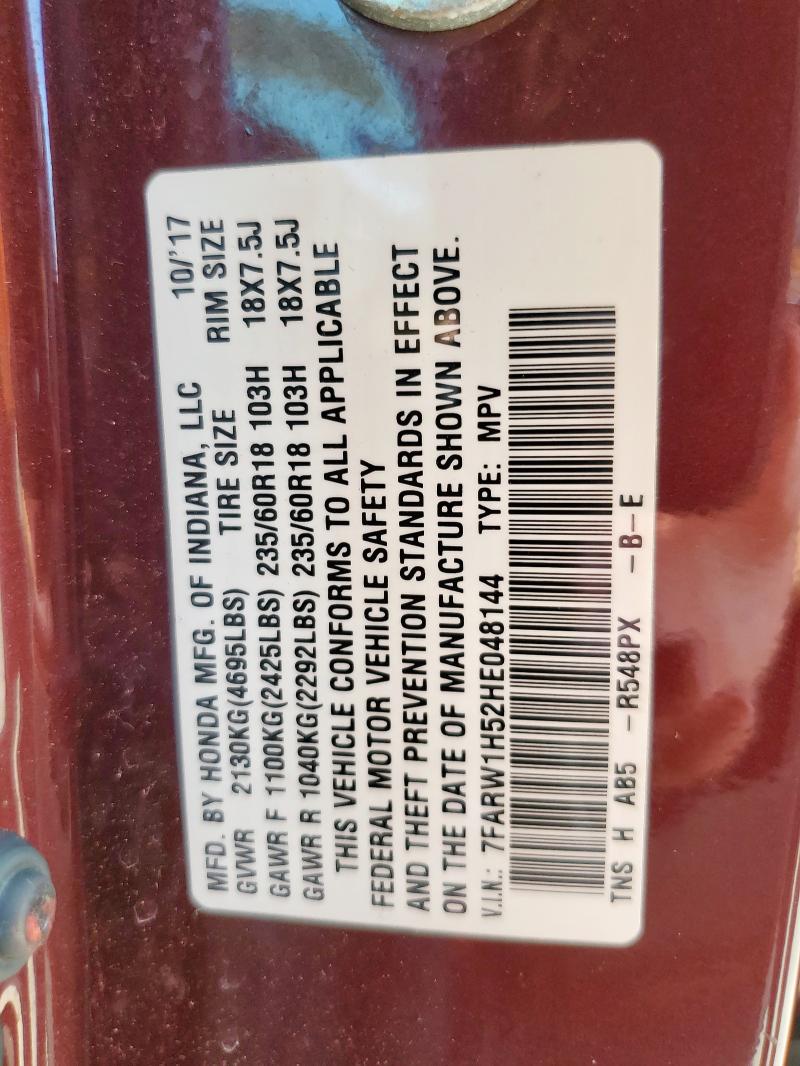 MFD. BY HONDA MFG. OF INDIANA, LLC 10/'17
GVWR 2130KG(4695LBS) TIRE SIZE RIM SIZE
GAWR F 1100KG(2425LBS) 235/60R18 103H 18X7.5J
GAWR R 1040KG(2292LBS) 235/60R18 103H 18X7.5J
THIS VEHICLE CONFORMS TO ALL APPLICABLE
FEDERAL MOTOR VEHICLE SAFETY
AND THEFT PREVENTION STANDARDS IN EFFECT
ON THE DATE OF MANUFACTURE SHOWN ABOVE.
V.I.N.: 7FARW1H52HE048144 TYPE: MPV
TNS H AB5 -R548PX -B-E